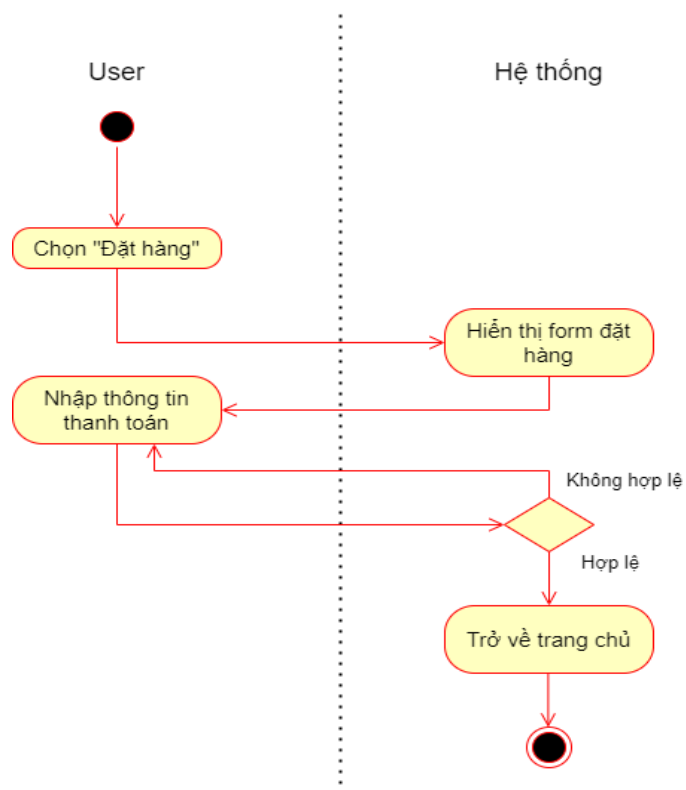 User
Hệ thống
Chọn "Đặt hàng"
Hiển thị form đặt
hàng
Nhập thông tin
thanh toán
Không hợp lệ
Hợp lệ
Trở về trang chủ